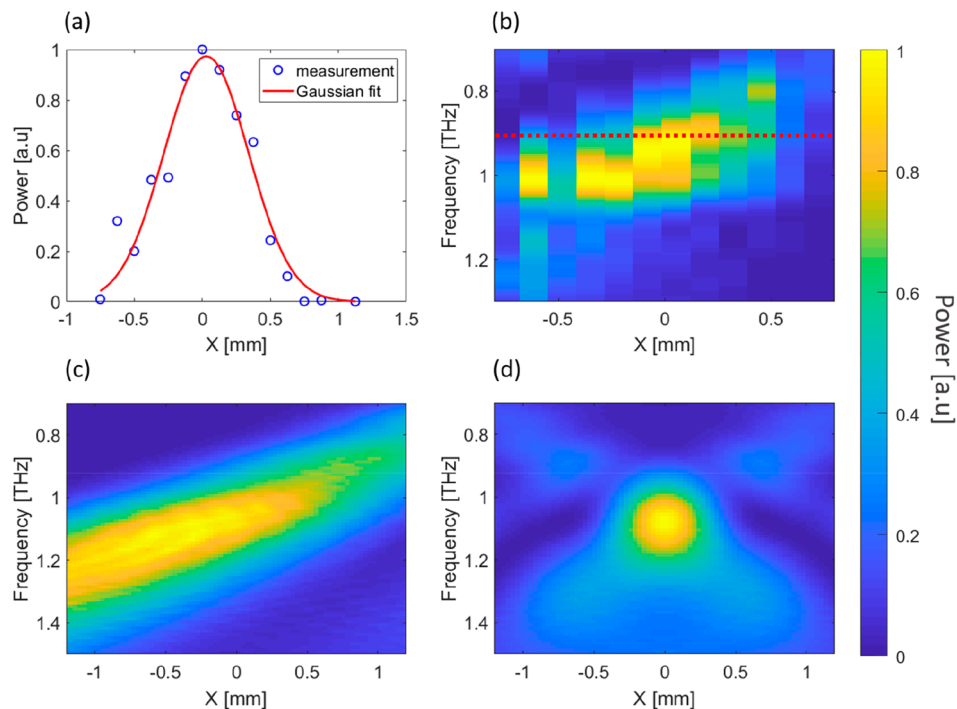 (a)
Power [a.u]
1
0.8
0.6
0.4
0.2
0
-1
-0.5
0
0.5
1
1.5
X [mm]
measurement
Gaussian fit
(b)
Frequency [THz]
0.8
1
1.2
-0.5
0
0.5
X [mm]
(c)
Frequency [THz]
0.8
1
1.2
1.4
-1
-0.5
0
0.5
1
X [mm]
(d)
Frequency [THz]
0.8
1
1.2
1.4
-1
-0.5
0
0.5
1
X [mm]
1
0.8
0.6
0.4
0.2
0
Power [a.u]